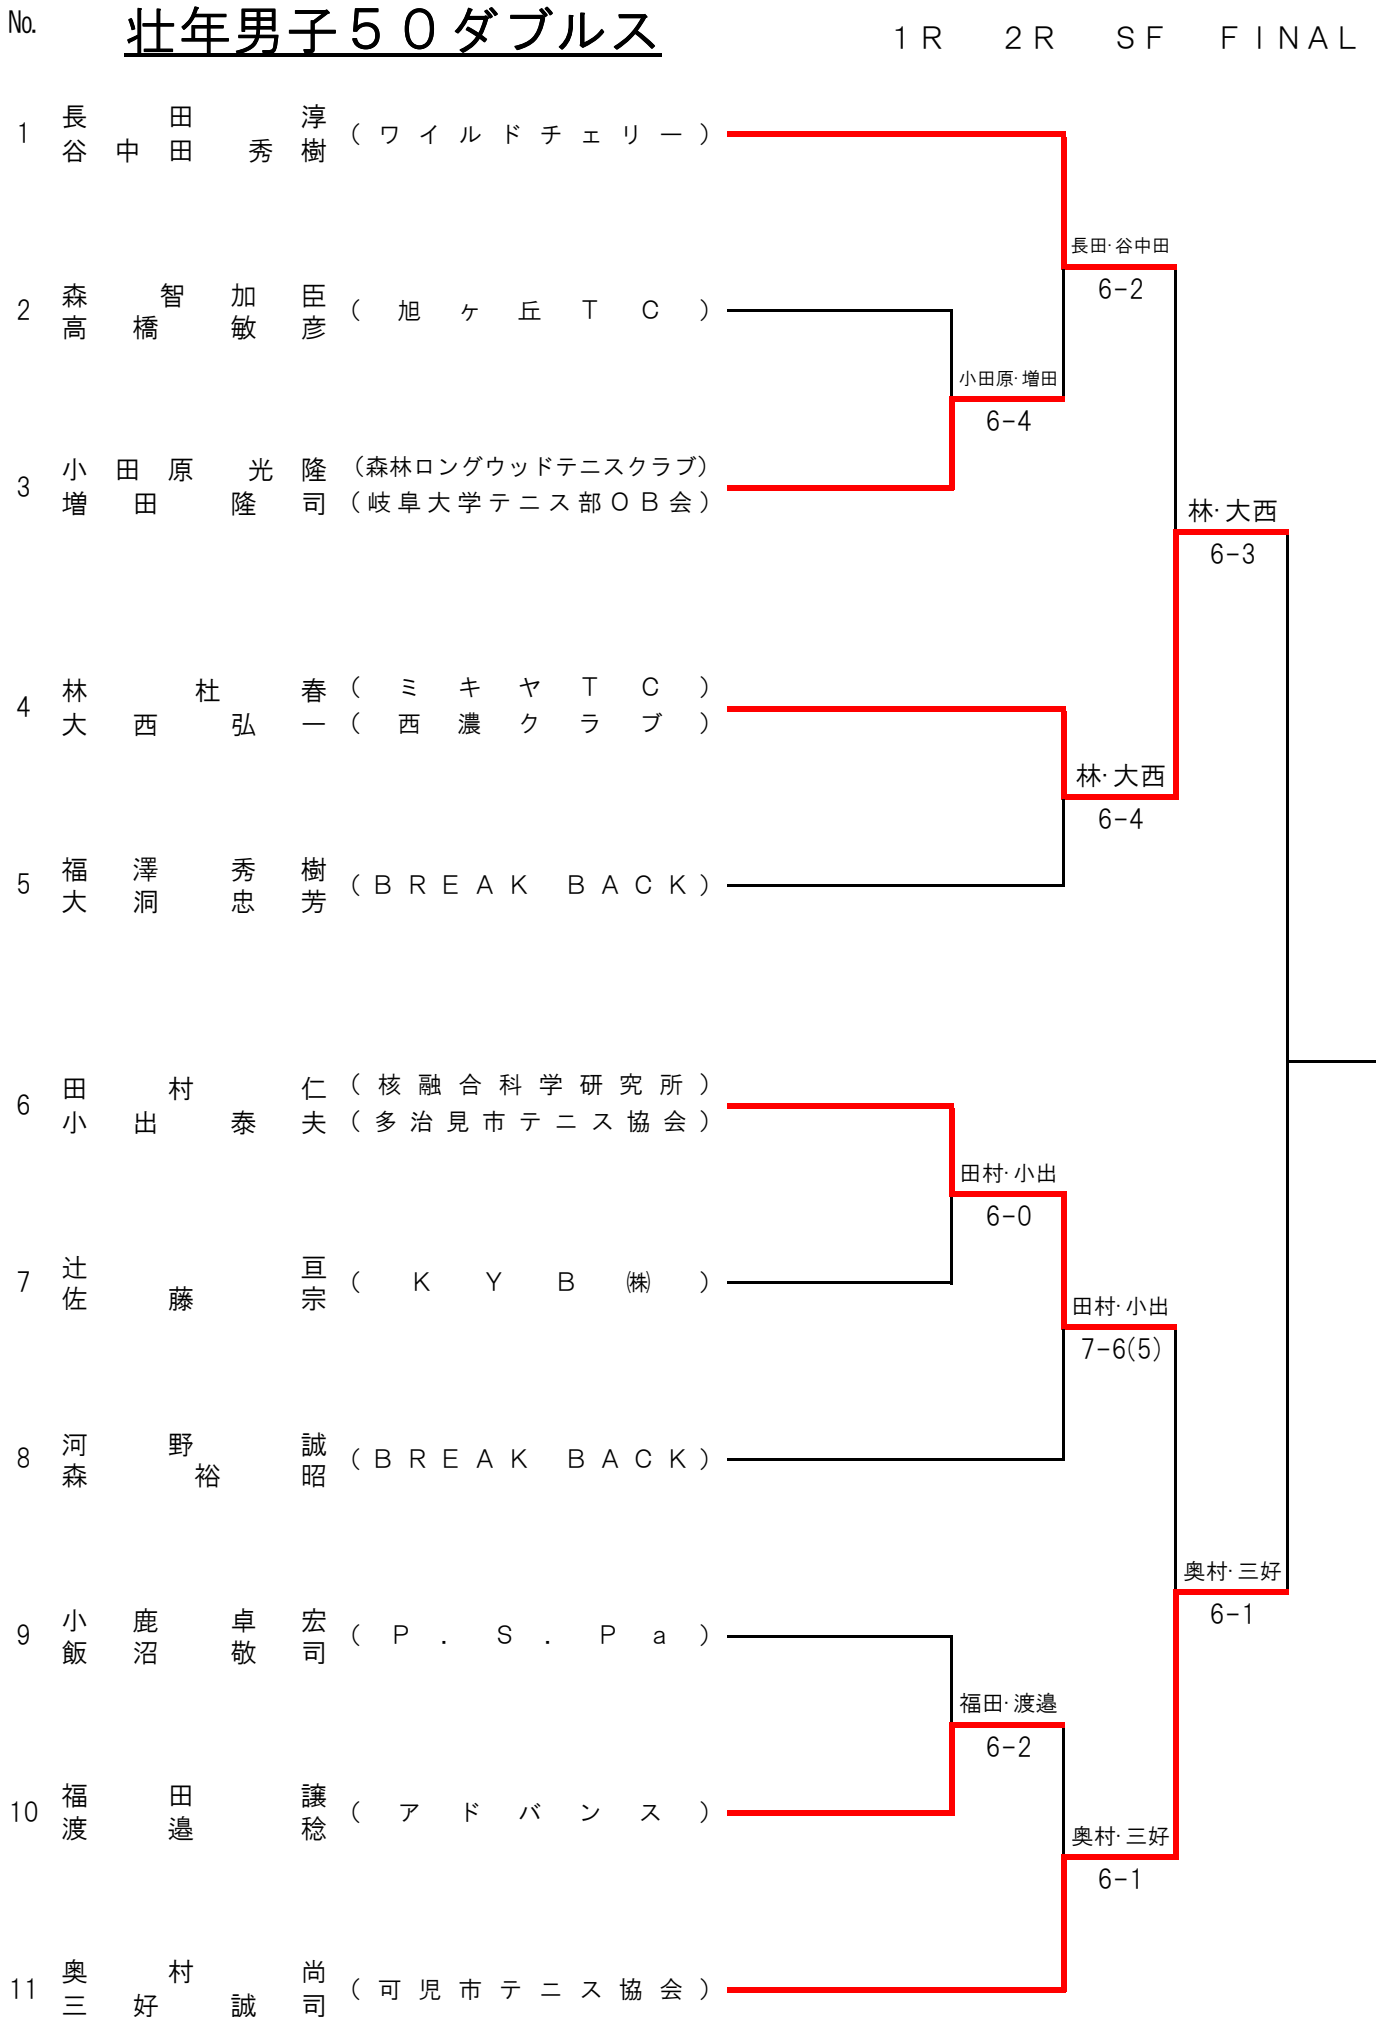 No. 壮年男子５０ダブルス 1R 2R SF FINAL
1 長田淳 (ワイルドチェリー)
谷中田秀樹
長田・谷中田
6-2
2 森智加臣 (旭ヶ丘TC)
高橋敏彦
小田原・増田
6-4
3 小田原光隆 (森林ロングウッドテニスクラブ)
増田隆司 (岐阜大学テニス部OB会)
林・大西
6-3
4 林杜春 (ミキヤTC)
大西弘一 (西濃クラブ)
林・大西
6-4
5 福澤秀樹 (BREAK BACK)
大洞忠芳
6 田村仁 (核融合科学研究所)
小出泰夫 (多治見市テニス協会)
田村・小出
6-0
7 辻亘 (KYB㈱)
佐藤宗
田村・小出
7-6(5)
8 河野誠 (BREAK BACK)
森裕昭
奥村・三好
6-1
9 小鹿卓宏 (P.S.Pa)
飯沼敬司
福田・渡邉
6-2
10 福田譲 (アドバンス)
渡邉稔
奥村・三好
6-1
11 奥村尚 (可児市テニス協会)
三好誠司